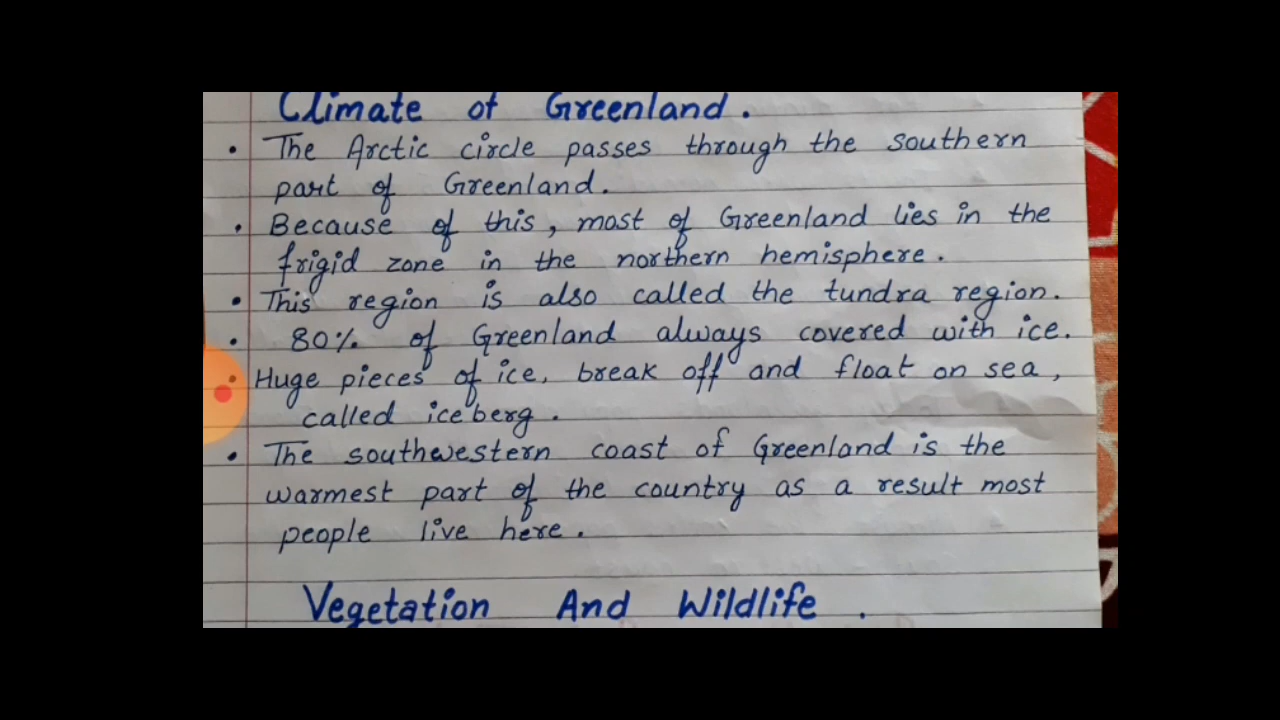 Climate of Greenland.
• The Arctic circle passes through the southern
part of Greenland.
• Because of this, most of Greenland lies in the
frigid zone in the northern hemisphere.
• This region is also called the tundra region.
• 80% of Greenland always covered with ice.
• Huge pieces of ice, break off and float on sea,
called iceberg.
• The southwestern coast of Greenland is the
warmest part of the country as a result most
people live here.
Vegetation And Wildlife.